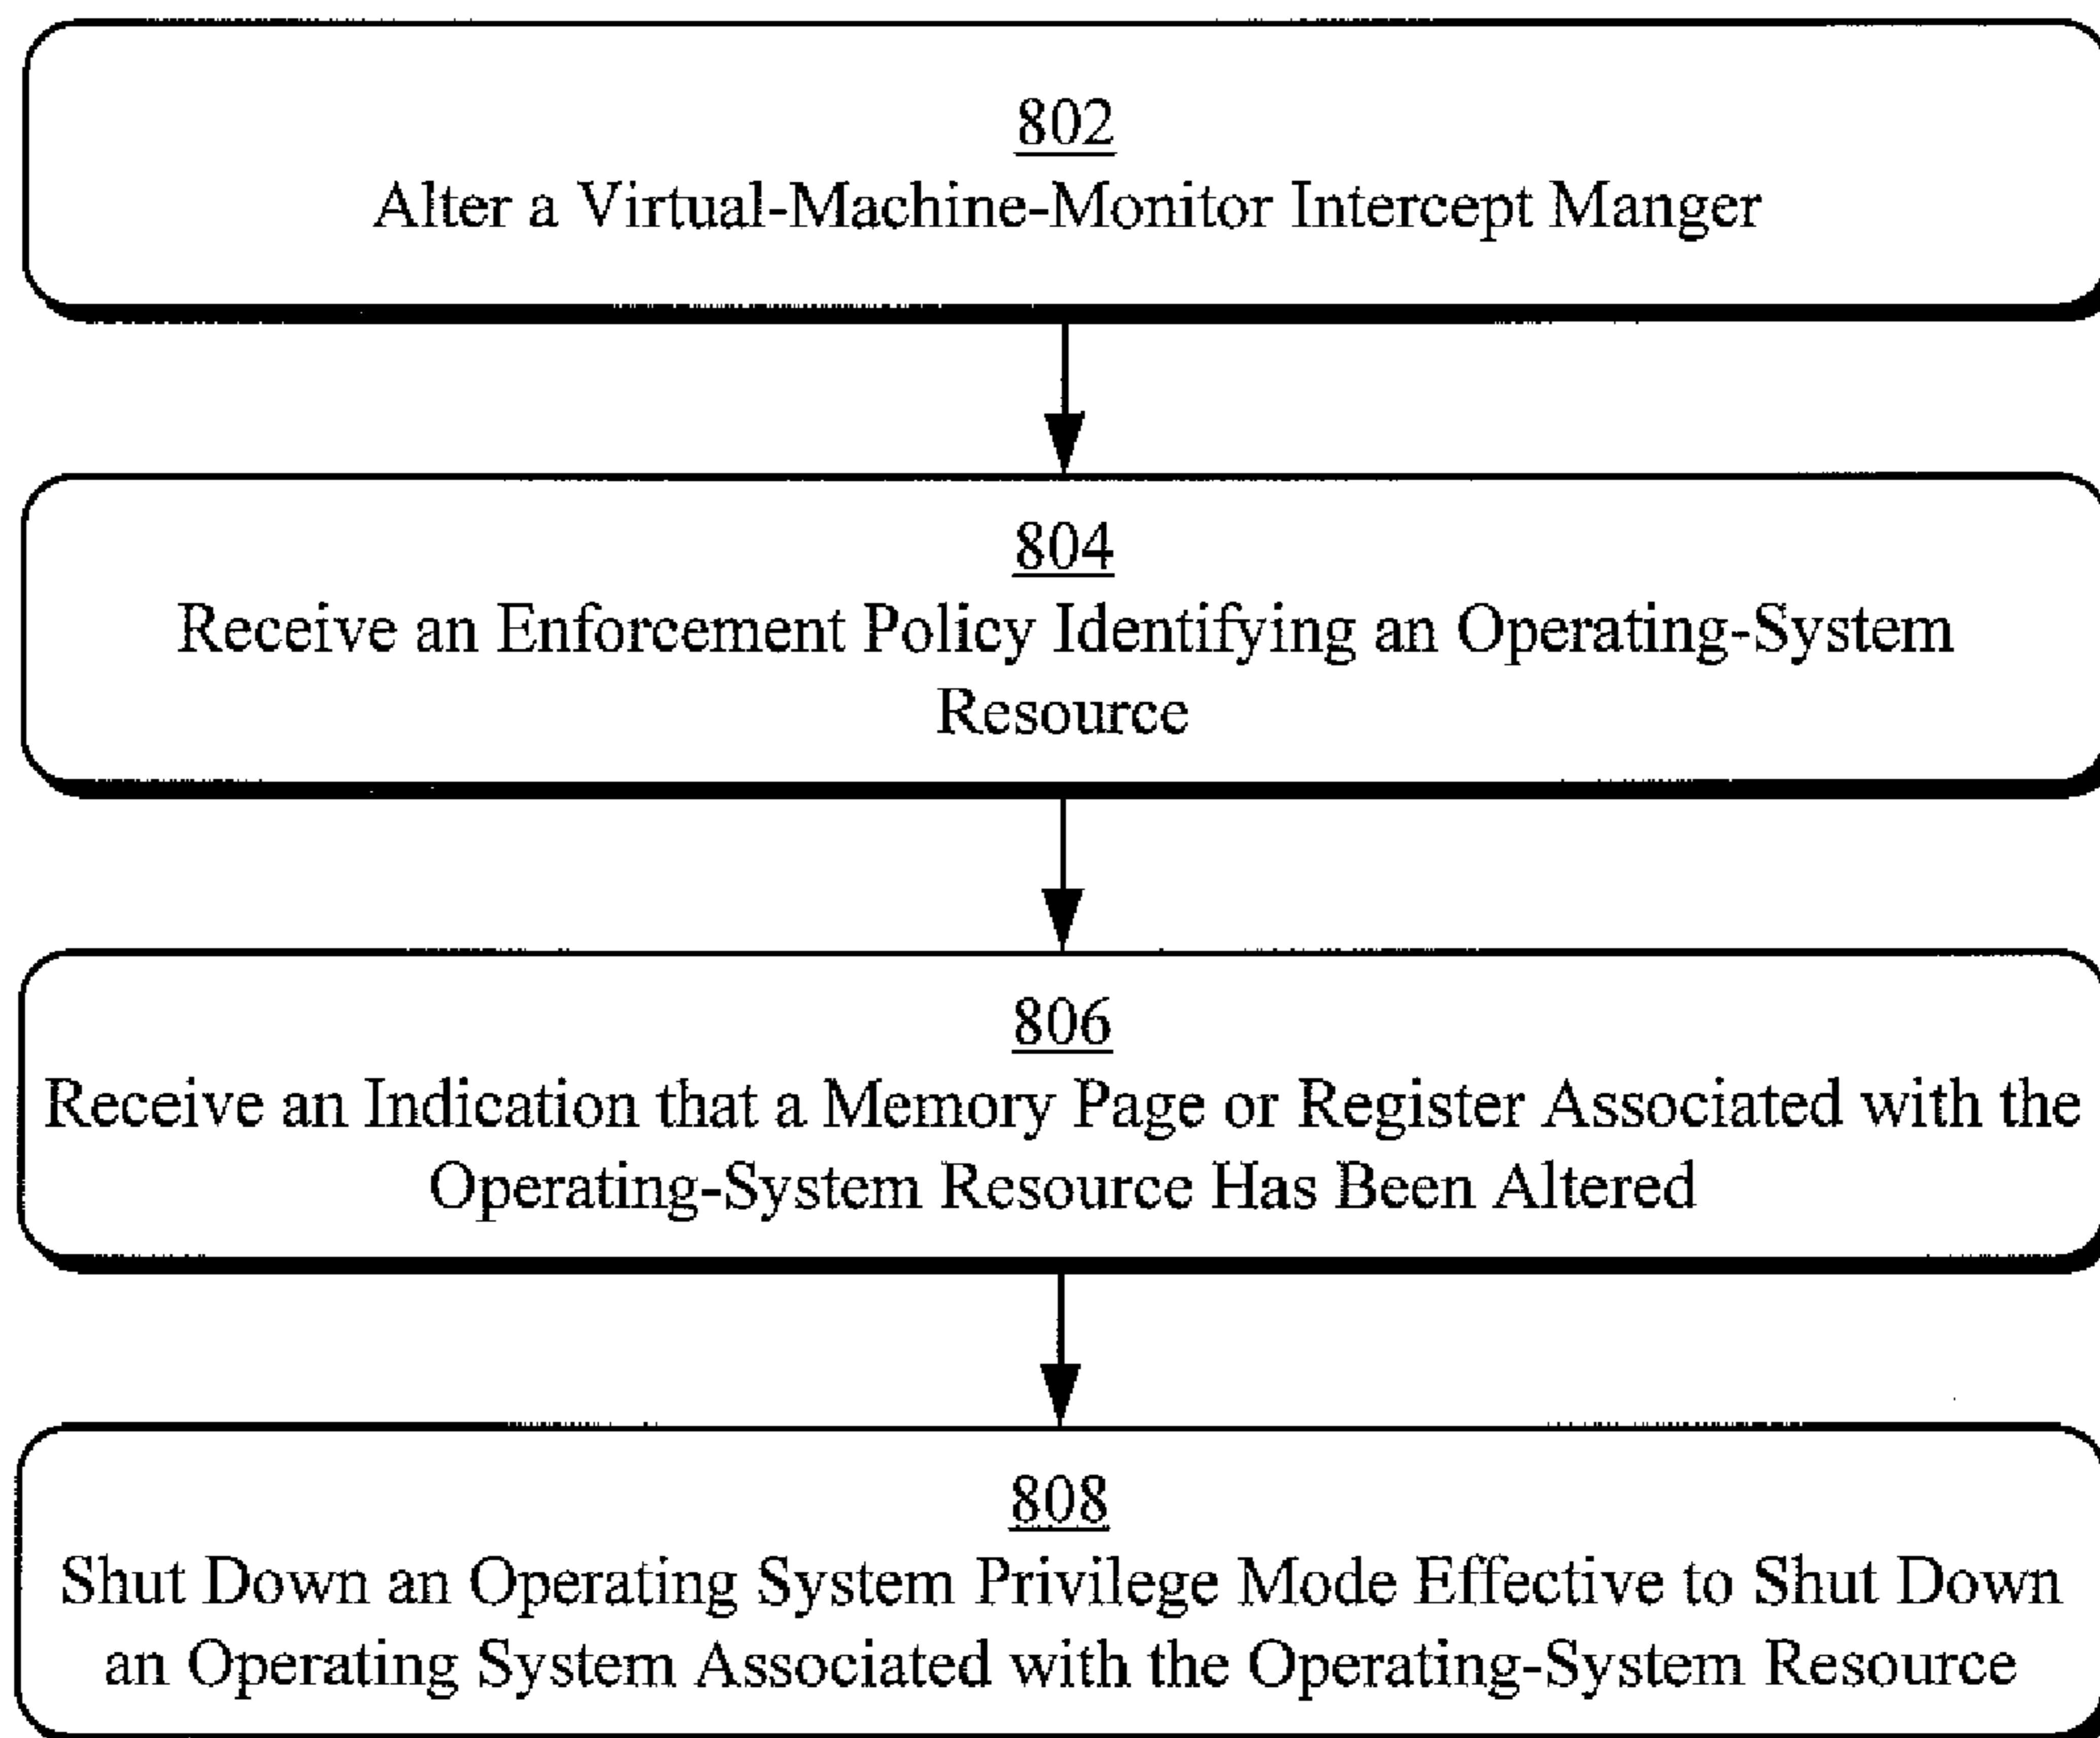 802
Alter a Virtual-Machine-Monitor Intercept Manger
804
Receive an Enforcement Policy Identifying an Operating-System
Resource
806
Receive an Indication that a Memory Page or Register Associated with the
Operating-System Resource Has Been Altered
808
Shut Down an Operating System Privilege Mode Effective to Shut Down
an Operating System Associated with the Operating-System Resource